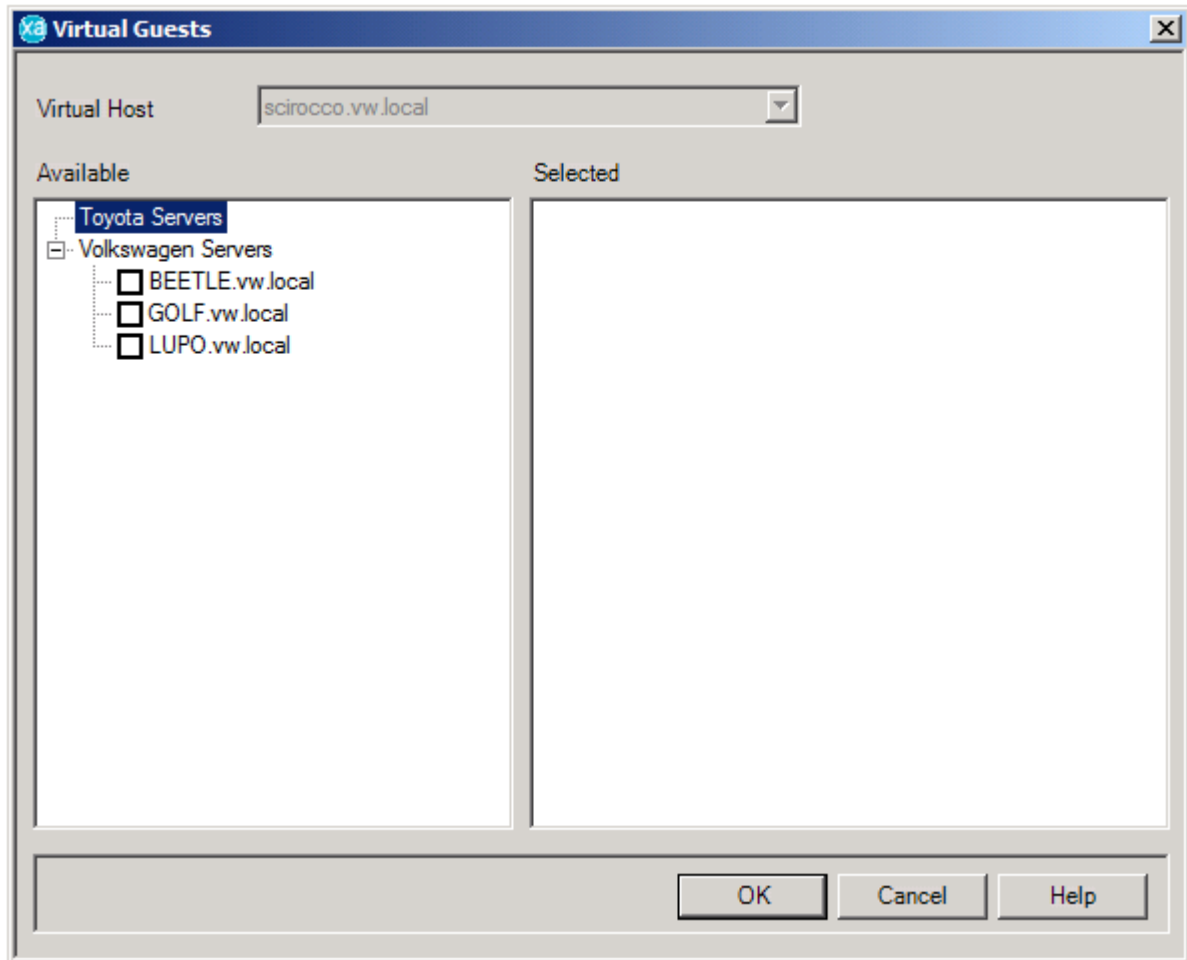 xa Virtual Guests
Virtual Host scirocco.vw.local
Available Selected
Toyota Servers
Volkswagen Servers
BEETLE.vw.local
GOLF.vw.local
LUPO.vw.local
OK Cancel Help